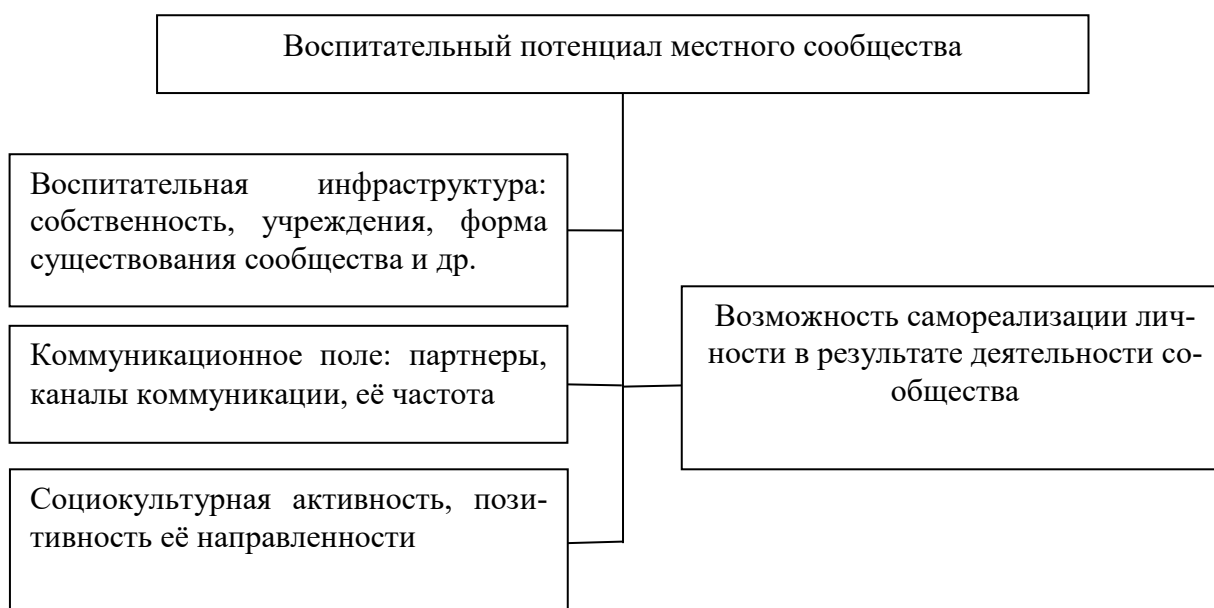 Воспитательный потенциал местного сообщества
Воспитательная инфраструктура:
собственность, учреждения, форма
существования сообщества и др.
Коммуникационное поле: партнеры,
каналы коммуникации, её частота
Социокультурная активность, пози-
тивность её направленности
Возможность самореализации лич-
ности в результате деятельности со-
общества